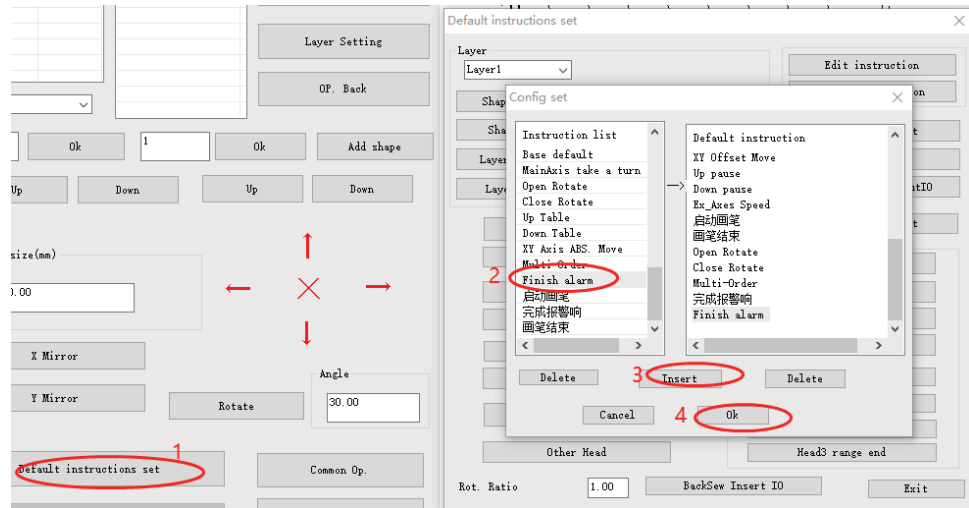 Layer Setting
OP. Back
Ok
1
Ok
Add shape
Up
Down
Up
Down
size(mm)
0.00
X Mirror
Y Mirror
Rotate
Angle
30.00
1
Default instructions set
Common Op.
Default instructions set
Layer
Layer1
Edit instruction
on
Shap
Sha
t
Layer
Laye
ntIO
t
Config set
Instruction list
Base default
MainAxis take a turn
Open Rotate
Close Rotate
Up Table
Down Table
XY Axis ABS. Move
Multi-Order
2
Finish alarm
启动画笔
完成报警响
画笔结束
Default instruction
XY Offset Move
Up pause
Down pause
Ex_Axes Speed
启动画笔
画笔结束
Open Rotate
Close Rotate
Multi-Order
完成报警响
Finish alarm
Delete
3
Insert
Delete
Cancel
4
Ok
Other Head
Head3 range end
Rot. Ratio
1.00
BackSew Insert IO
Exit